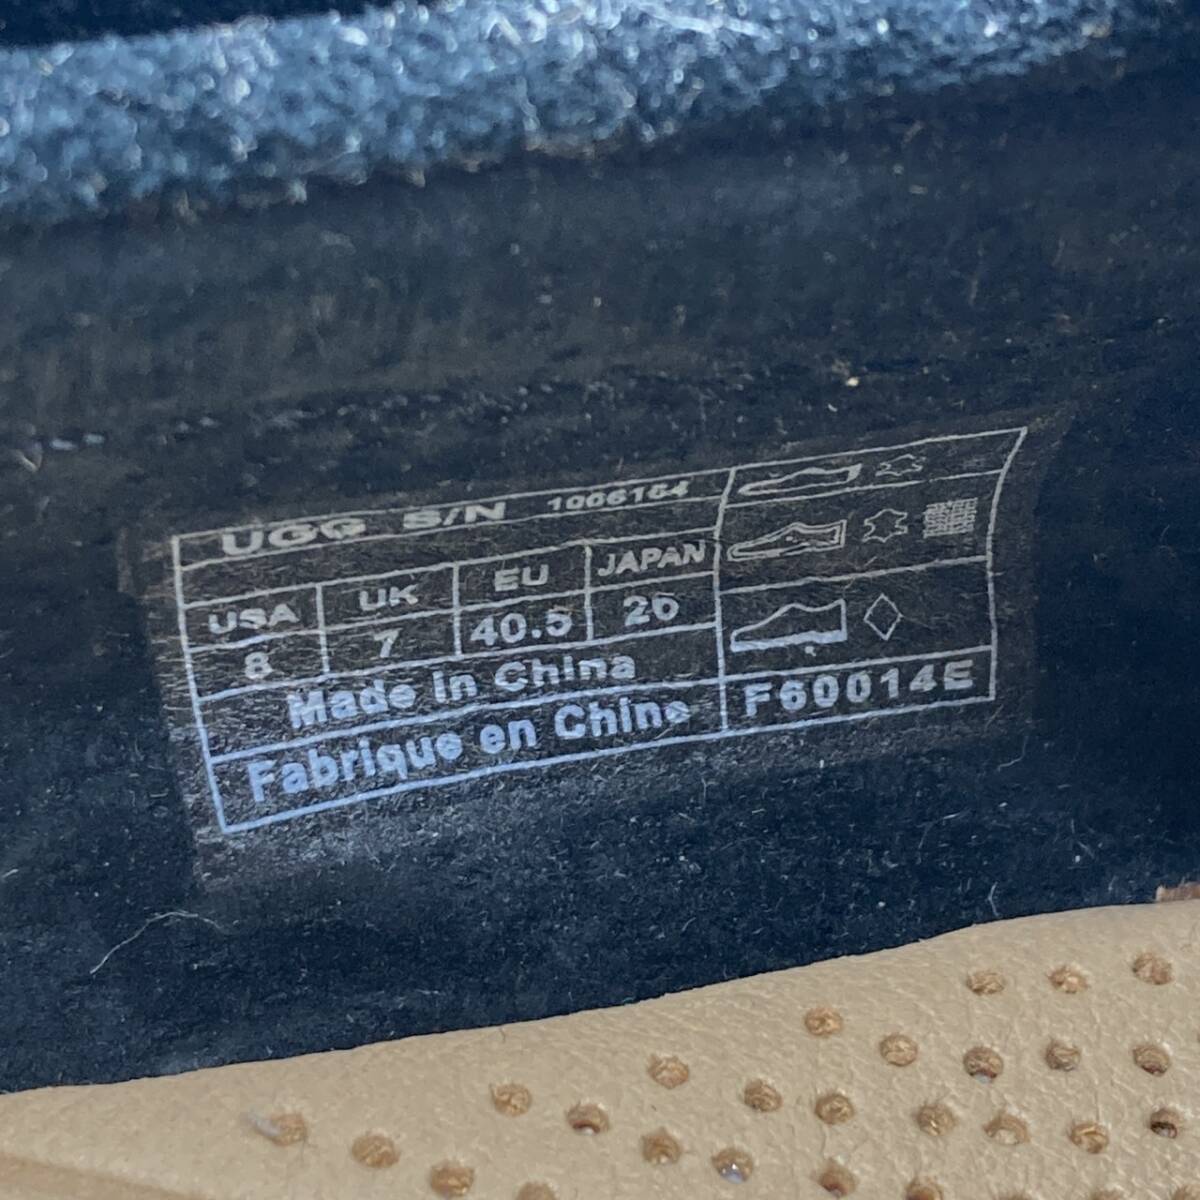 UGG S/N 1006164
USA UK EU JAPAN
8 7 40.5 26
Made in China
Fabrique en Chine
F60014E